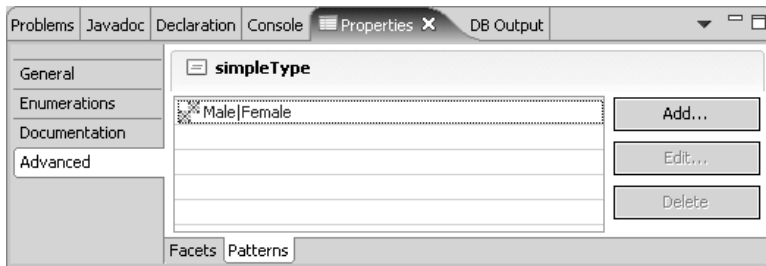 Problems Javadoc Declaration Console Properties DB Output
General
Enumerations
Documentation
Advanced
simpleType
Male|Female
Add...
Edit...
Delete
Facets Patterns